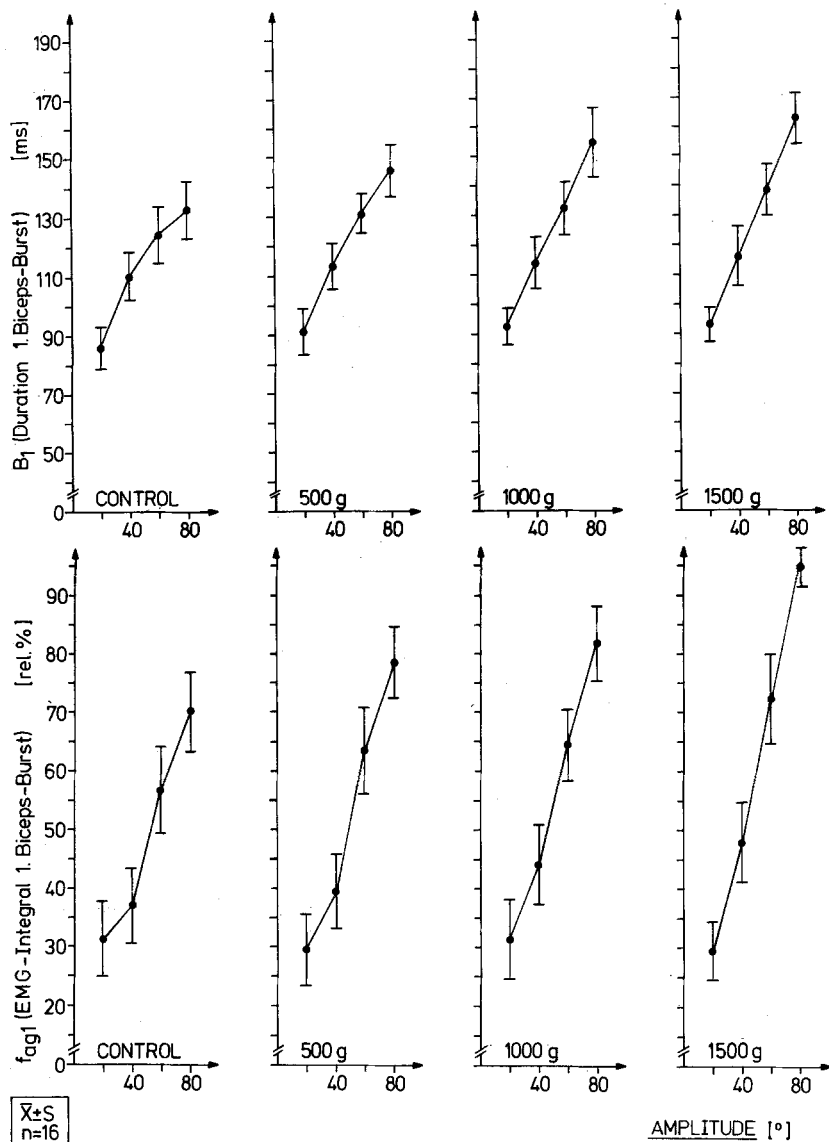 B1 (Duration 1. Biceps-Burst) [ms]
190
170
150
130
110
90
70
50
0
CONTROL
40 80
500 g
40 80
1000 g
40 80
1500 g
40 80
fag1 (EMG-Integral 1. Biceps-Burst) [rel.%]
90
80
70
60
50
40
30
20
0
CONTROL
40 80
500 g
40 80
1000 g
40 80
1500 g
40 80
X̄±S
n=16
AMPLITUDE [°]